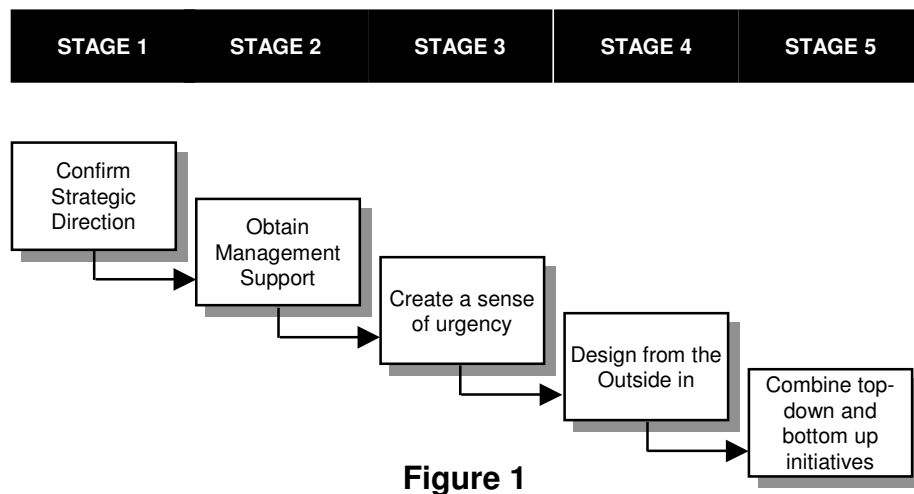 STAGE 1
STAGE 2
STAGE 3
STAGE 4
STAGE 5
Confirm
Strategic
Direction
Obtain
Management
Support
Create a sense
of urgency
Design from the
Outside in
Combine top-
down and
bottom up
initiatives
Figure 1